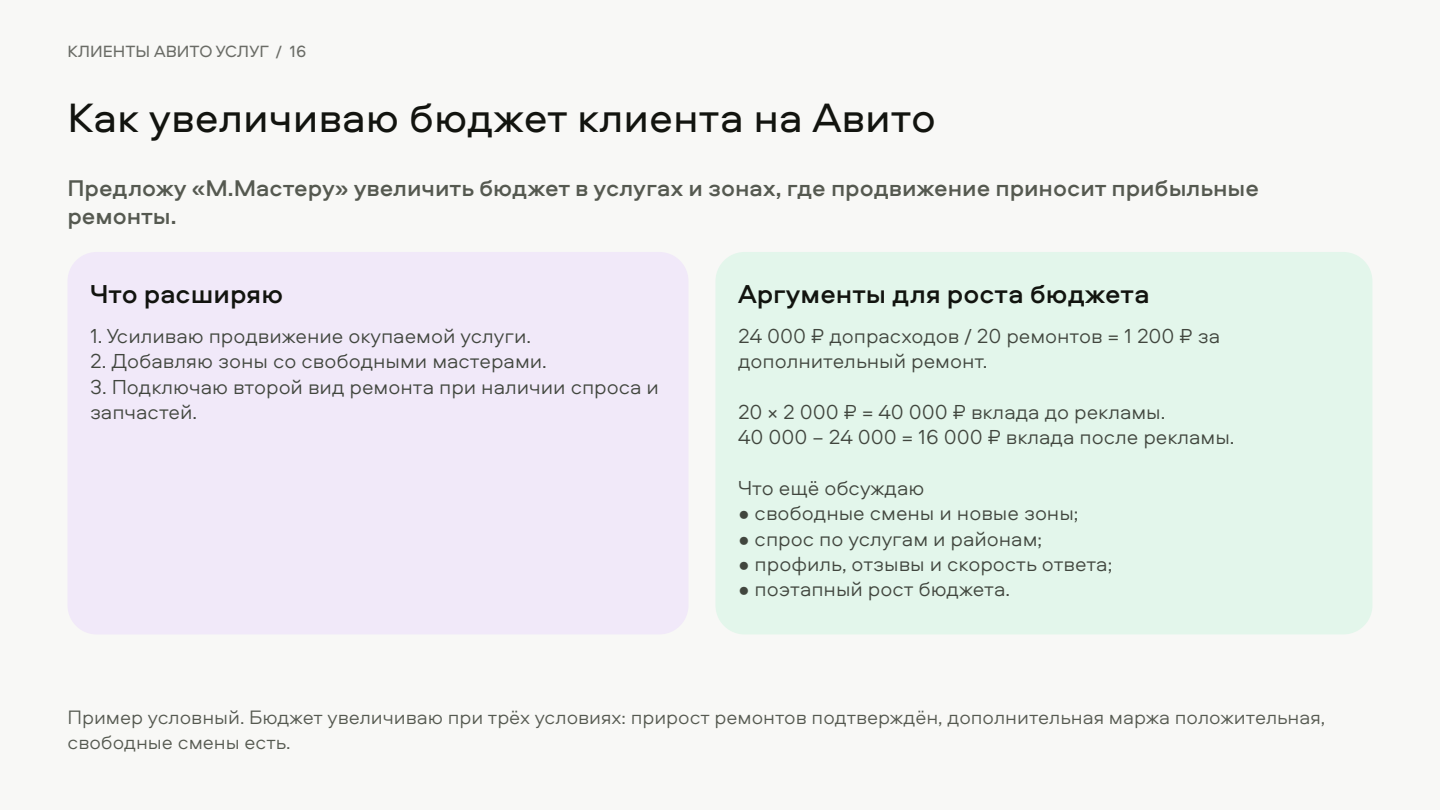 КЛИЕНТЫ АВИТО УСЛУГ / 16
Как увеличиваю бюджет клиента на Авито
Предложу «М.Мастеру» увеличить бюджет в услугах и зонах, где продвижение приносит прибыльные
ремонты.
Что расширяю
1. Усиливаю продвижение окупаемой услуги.
2. Добавляю зоны со свободными мастерами.
3. Подключаю второй вид ремонта при наличии спроса и
запчастей.
Аргументы для роста бюджета
24 000 ₽ допрасходов / 20 ремонтов = 1 200 ₽ за
дополнительный ремонт.
20 × 2 000 ₽ = 40 000 ₽ вклада до рекламы.
40 000 – 24 000 = 16 000 ₽ вклада после рекламы.
Что ещё обсуждаю
● свободные смены и новые зоны;
● спрос по услугам и районам;
● профиль, отзывы и скорость ответа;
● поэтапный рост бюджета.
Пример условный. Бюджет увеличиваю при трёх условиях: прирост ремонтов подтверждён, дополнительная маржа положительная,
свободные смены есть.